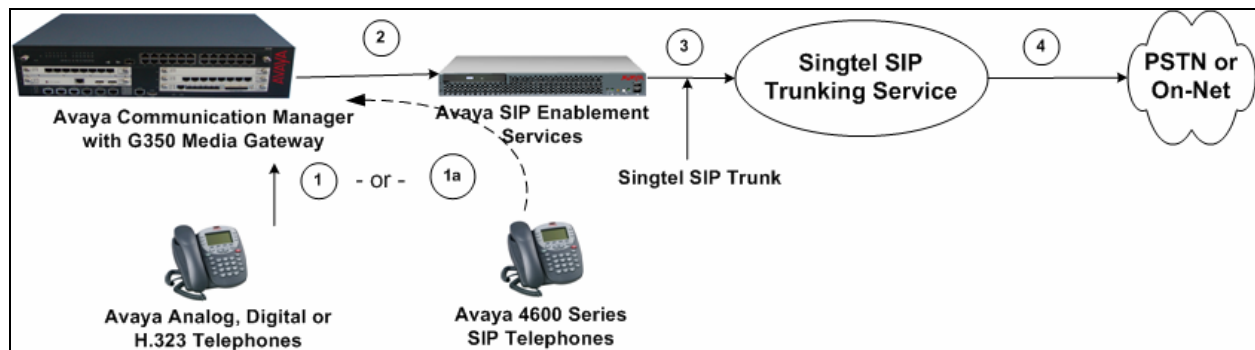 AVAYA
2
AVAYA
3
Singtel SIP
Trunking Service
4
PSTN or
On-Net
Avaya Communication Manager
with G350 Media Gateway
Avaya SIP Enablement
Services
Singtel SIP Trunk
1
- or -
1a
Avaya Analog, Digital or
H.323 Telephones
Avaya 4600 Series
SIP Telephones